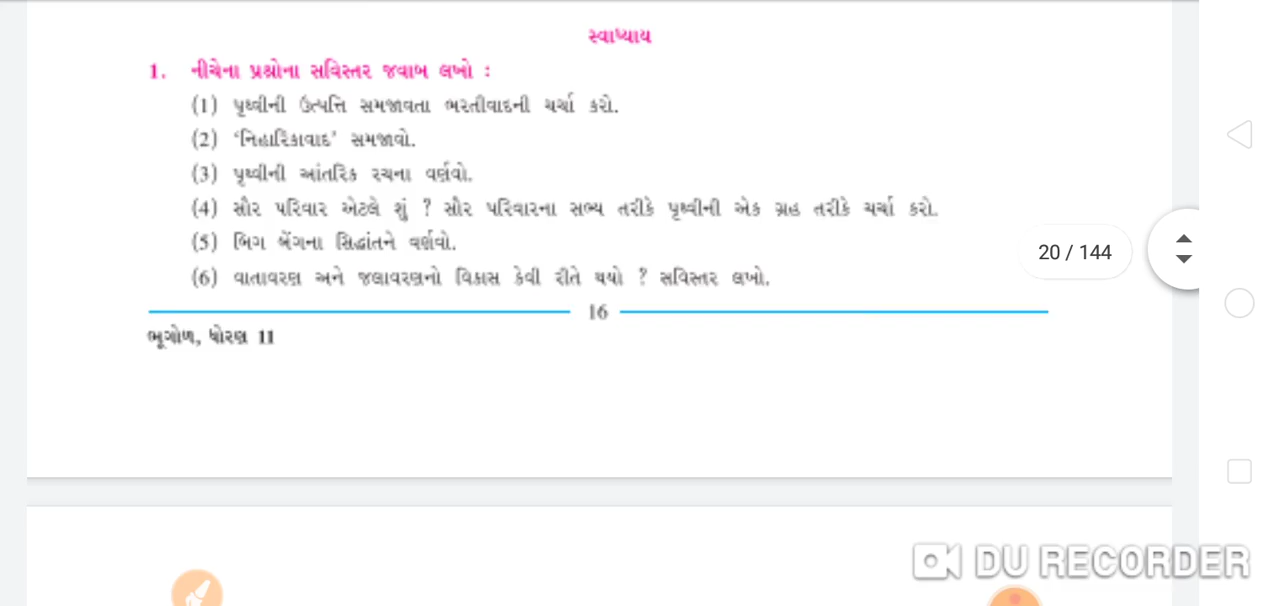 સ્વાધ્યાય
1. નીચેના પ્રશ્નોના સવિસ્તર જવાબ લખો :
(1) પૃથ્વીની ઉત્પત્તિ સમજાવતા ભરતીવાદની ચર્ચા કરો.
(2) ‘નિહારિકાવાદ’ સમજાવો.
(3) પૃથ્વીની આંતરિક રચના વર્ણવો.
(4) સૌર પરિવાર એટલે શું ? સૌર પરિવારના સભ્ય તરીકે પૃથ્વીની એક ગ્રહ તરીકે ચર્ચા કરો.
(5) બિગ બેંગના સિદ્ધાંતને વર્ણવો.
20 / 144
(6) વાતાવરણ અને જલાવરણનો વિકાસ કેવી રીતે થયો ? સવિસ્તર લખો.
16
ભૂગોળ, ધોરણ 11
DU RECORDER